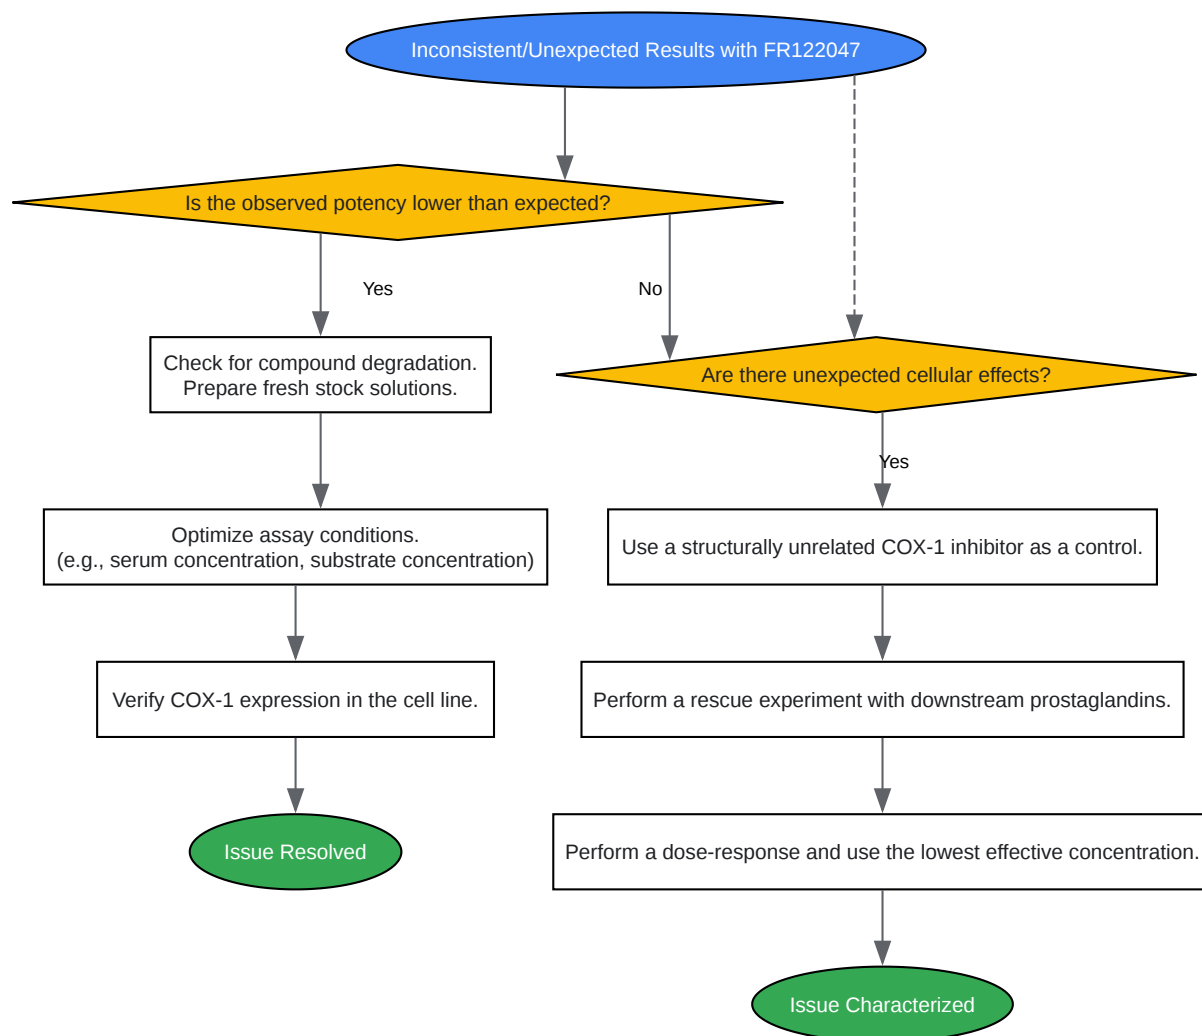 Inconsistent/Unexpected Results with FR122047
Is the observed potency lower than expected?
Yes
No
Check for compound degradation.
Prepare fresh stock solutions.
Are there unexpected cellular effects?
Yes
Optimize assay conditions.
(e.g., serum concentration, substrate concentration)
Use a structurally unrelated COX-1 inhibitor as a control.
Verify COX-1 expression in the cell line.
Perform a rescue experiment with downstream prostaglandins.
Issue Resolved
Perform a dose-response and use the lowest effective concentration.
Issue Characterized